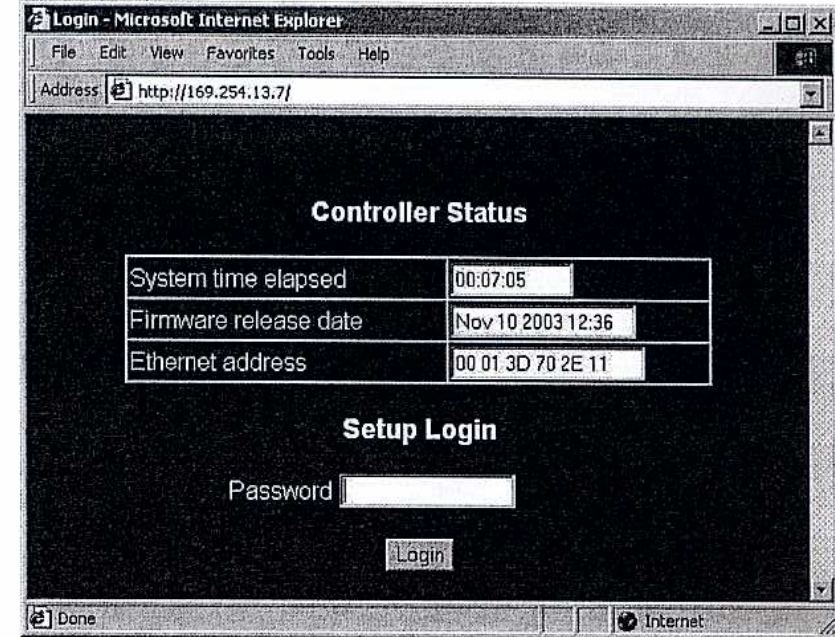 Login - Microsoft Internet Explorer
File Edit View Favorites Tools Help
Address http://169.254.13.7/
Controller Status
System time elapsed 00:07:05
Firmware release date Nov 10 2003 12:36
Ethernet address 00 01 3D 70 2E 11
Setup Login
Password
Login
Done Internet